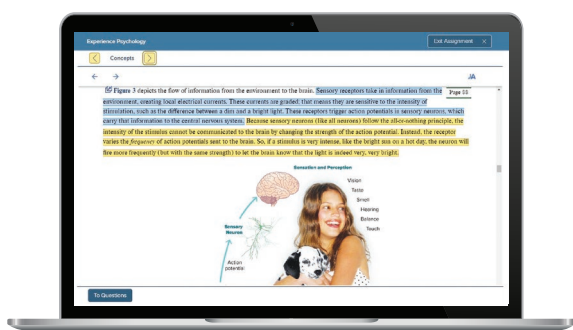 Experience Psychology
Exit Assignment X
Concepts
Figure 3 depicts the flow of information from the environment to the brain. Sensory receptors take in information from the
Page 33
environment, creating local electrical currents. These currents are graded; that means they are sensitive to the intensity of
stimulation, such as the difference between a dim and a bright light. These receptors trigger action potentials in sensory neurons, which
carry that information to the central nervous system. Because sensory neurons (like all neurons) follow the all-or-nothing principle, the
intensity of the stimulus cannot be communicated to the brain by changing the strength of the action potential. Instead, the receptor
varies the frequency of action potentials sent to the brain. So, if a stimulus is very intense, like the bright sun on a hot day, the neuron will
fire more frequently (but with the same strength) to let the brain know that the light is indeed very, very bright.
Sensation and Perception
Vision
Taste
Smell
Hearing
Balance
Touch
Sensory
Neuron
Action
potential
To Questions